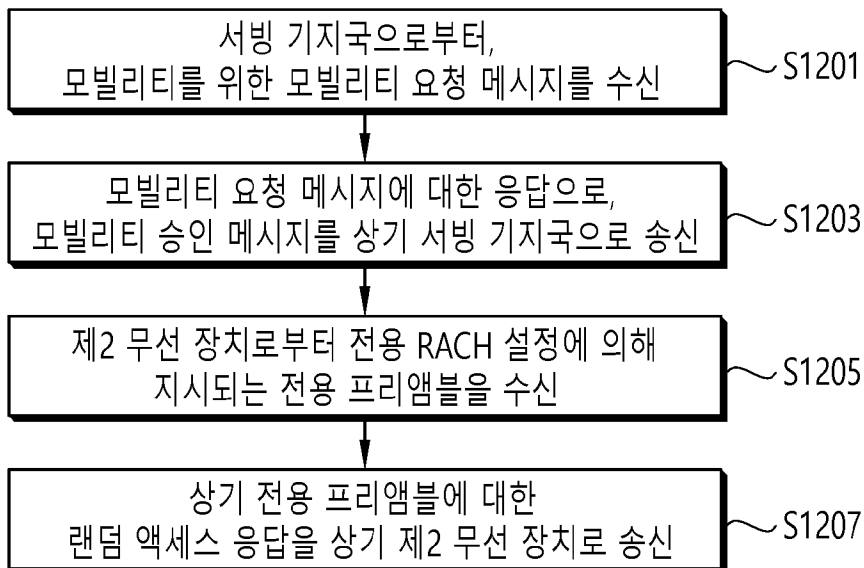 서빙 기지국으로부터,
모빌리티를 위한 모빌리티 요청 메시지를 수신
S1201
모빌리티 요청 메시지에 대한 응답으로,
모빌리티 승인 메시지를 상기 서빙 기지국으로 송신
S1203
제2 무선 장치로부터 전용 RACH 설정에 의해
지시되는 전용 프리앰블을 수신
S1205
상기 전용 프리앰블에 대한
랜덤 액세스 응답을 상기 제2 무선 장치로 송신
S1207